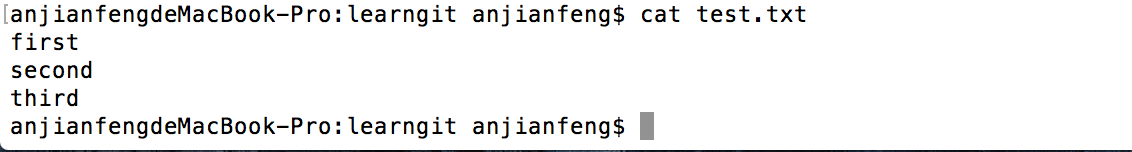 [anjianfengdeMacBook-Pro:learngit anjianfeng$ cat test.txt
first
second
third
anjianfengdeMacBook-Pro:learngit anjianfeng$